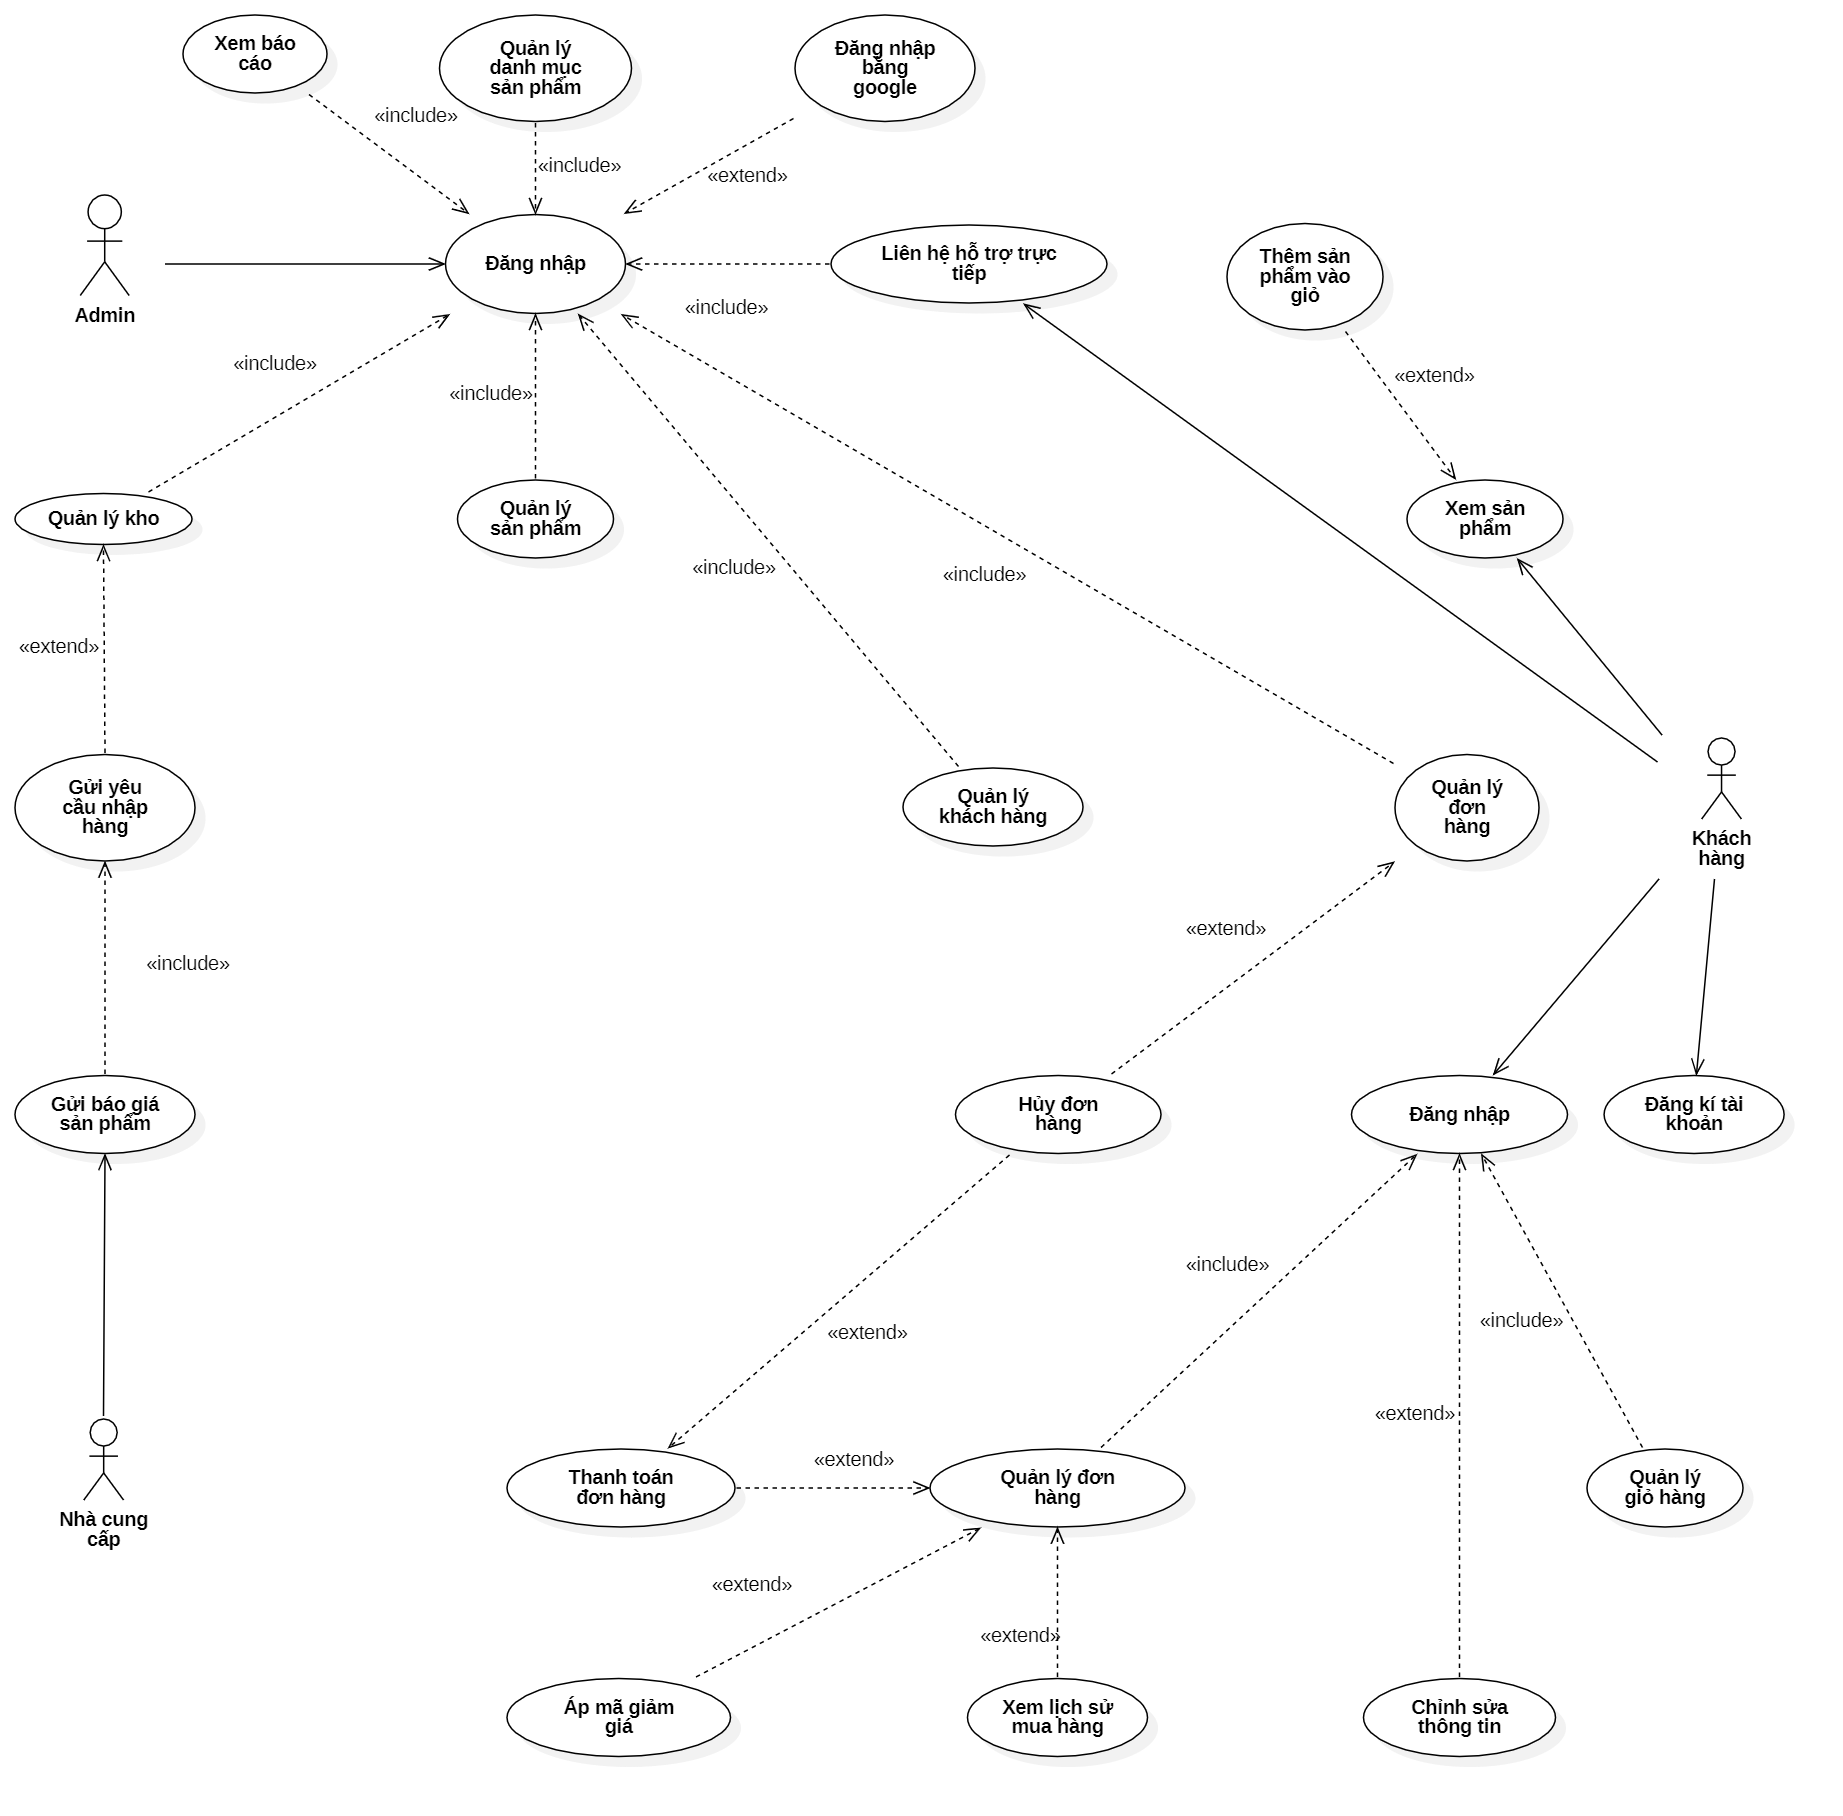 Xem báo
cáo
Quản lý
danh mục
sản phẩm
Đăng nhập
bằng
google
«include»
«include»
«extend»
Admin
Đăng nhập
Liên hệ hỗ trợ trực
tiếp
Thêm sản
phẩm vào
giỏ
«include»
«include»
«include»
«extend»
Quản lý kho
Quản lý
sản phẩm
Xem sản
phẩm
«include»
«include»
«extend»
Gửi yêu
cầu nhập
hàng
Quản lý
khách hàng
Quản lý
đơn
hàng
Khách
hàng
«extend»
«include»
Gửi báo giá
sản phẩm
Hủy đơn
hàng
Đăng nhập
Đăng kí tài
khoản
«include»
«extend»
«include»
«extend»
«extend»
Thanh toán
đơn hàng
Quản lý đơn
hàng
Quản lý
giỏ hàng
Nhà cung
cấp
«extend»
«extend»
Áp mã giảm
giá
Xem lịch sử
mua hàng
Chỉnh sửa
thông tin